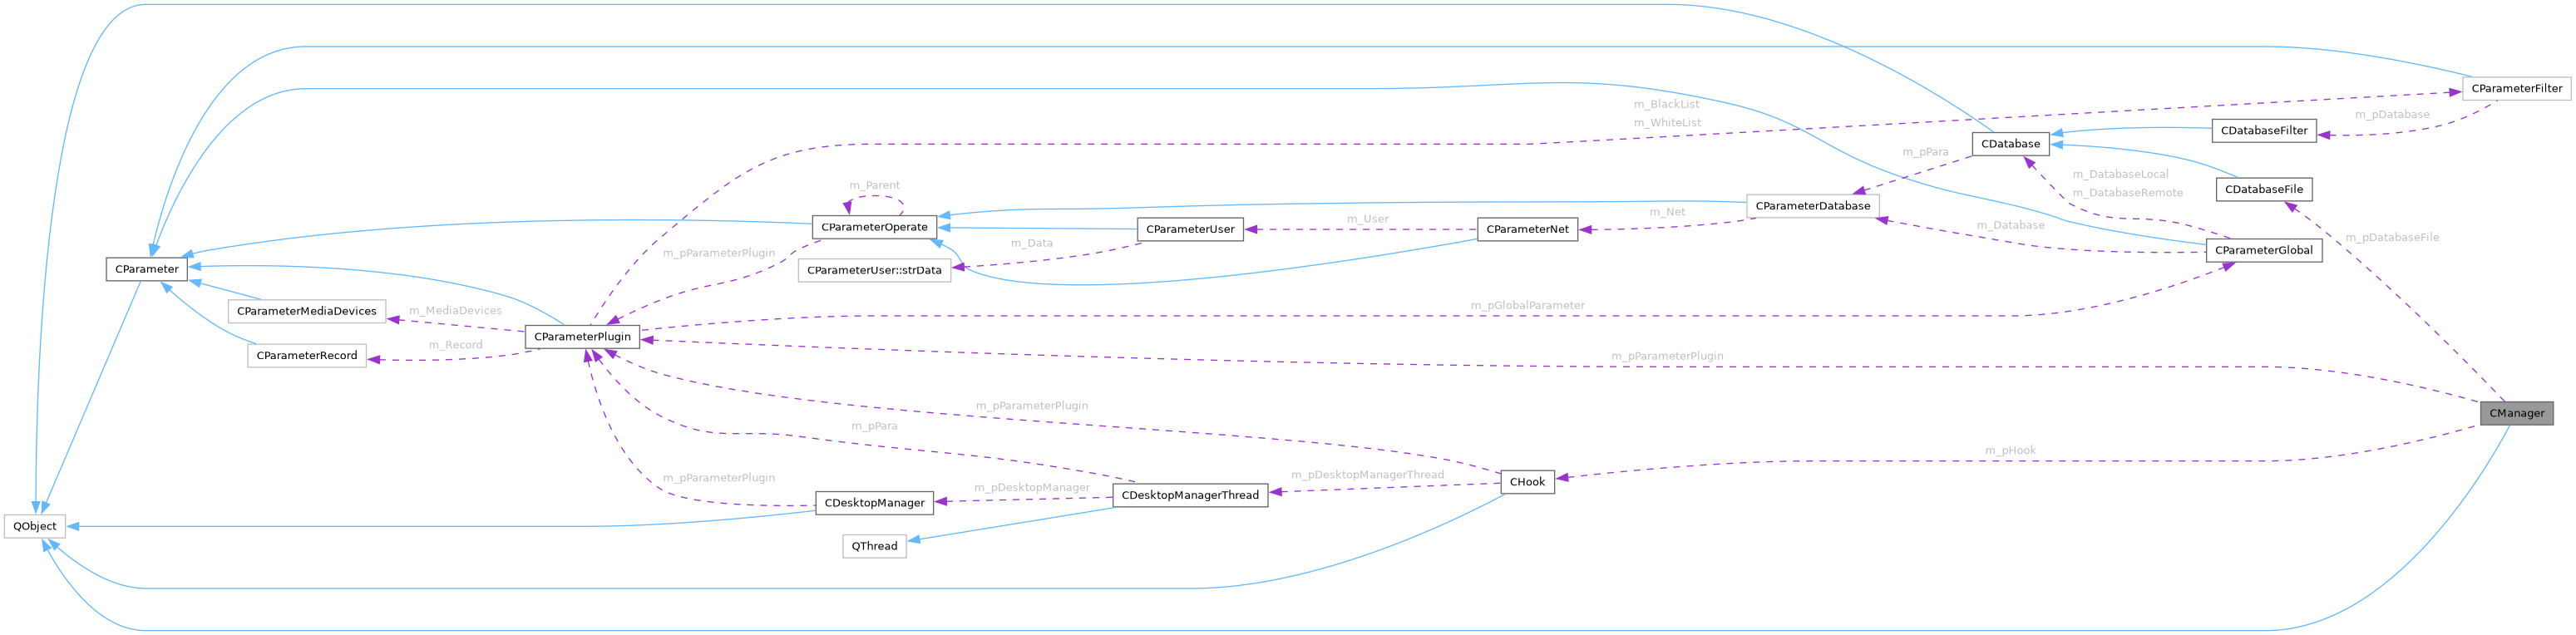 CParameterFilter
m_BlackList
m_WhiteList
m_pDatabase
CDatabaseFilter
CDatabase
m_pPara
m_DatabaseLocal
m_DatabaseRemote
CDatabaseFile
m_Parent
CParameterOperate
CParameterDatabase
m_User
m_Net
CParameterUser
CParameterNet
m_Database
m_pDatabaseFile
m_Data
m_pParameterPlugin
CParameterGlobal
CParameter
CParameterUser::strData
m_pGlobalParameter
CParameterMediaDevices
m_MediaDevices
CParameterPlugin
CParameterRecord
m_Record
m_pParameterPlugin
m_pParameterPlugin
CManager
m_pPara
m_pHook
m_pParameterPlugin
m_pDesktopManagerThread
CHook
m_pDesktopManager
CDesktopManagerThread
CDesktopManager
QObject
QThread